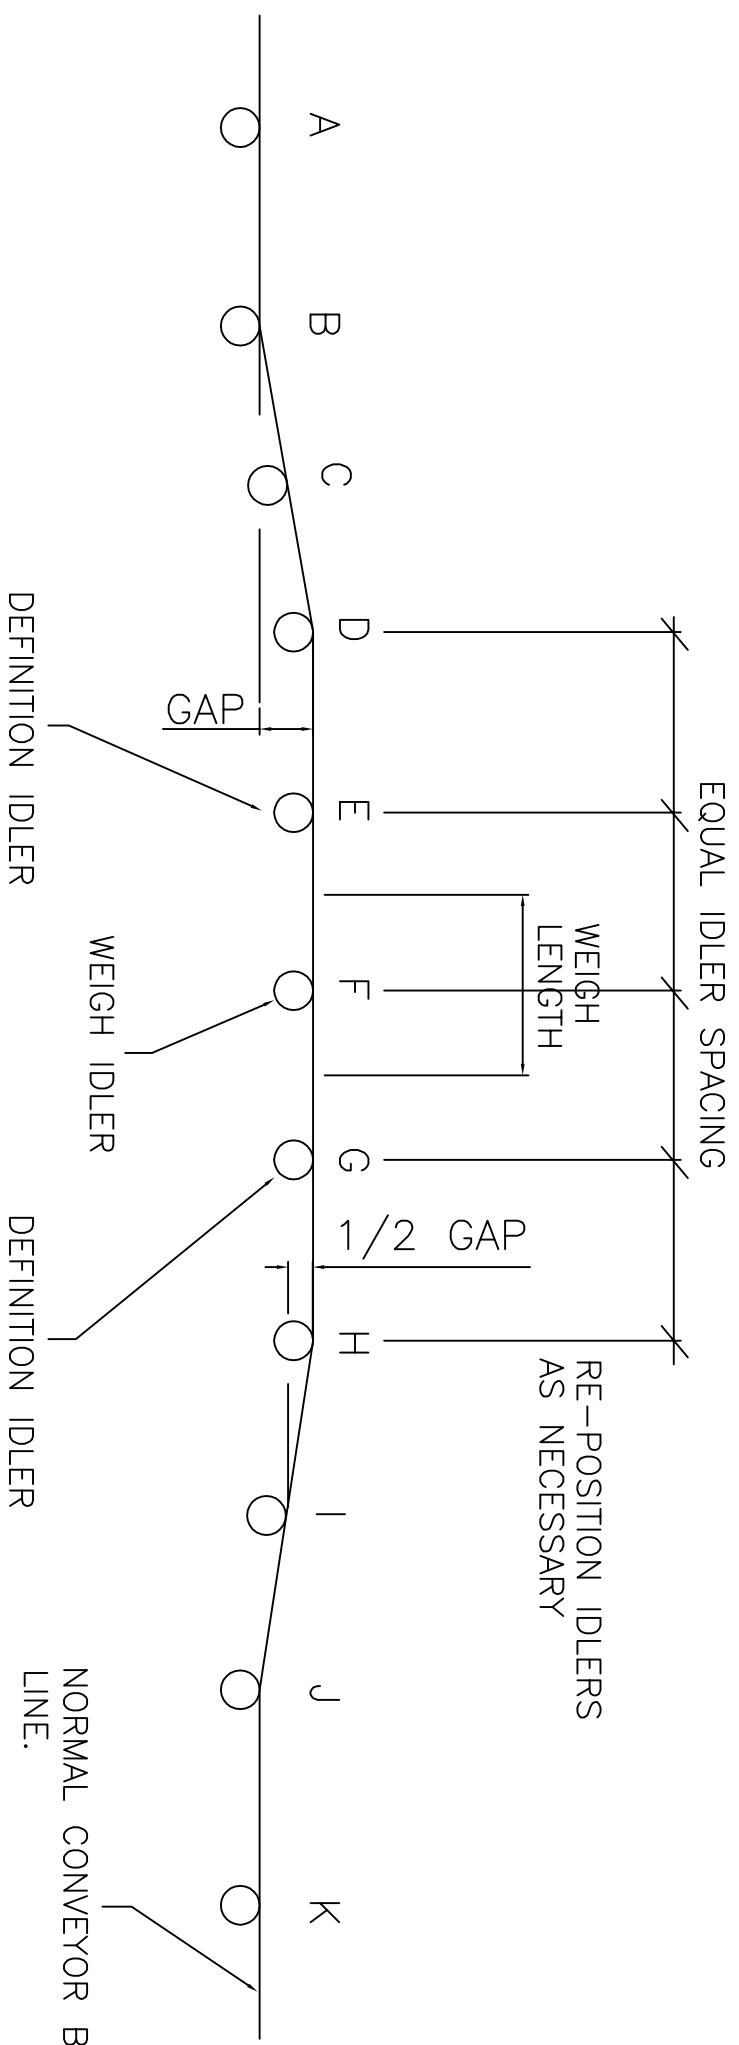 EQUAL IDLER SPACING
WEIGH
LENGTH
RE-POSITION IDLERS
AS NECESSARY
A
B
C
D
E
F
G
H
I
J
K
GAP
1/2 GAP
WEIGH IDLER
DEFINITION IDLER
DEFINITION IDLER
NORMAL CONVEYOR B
LINE.